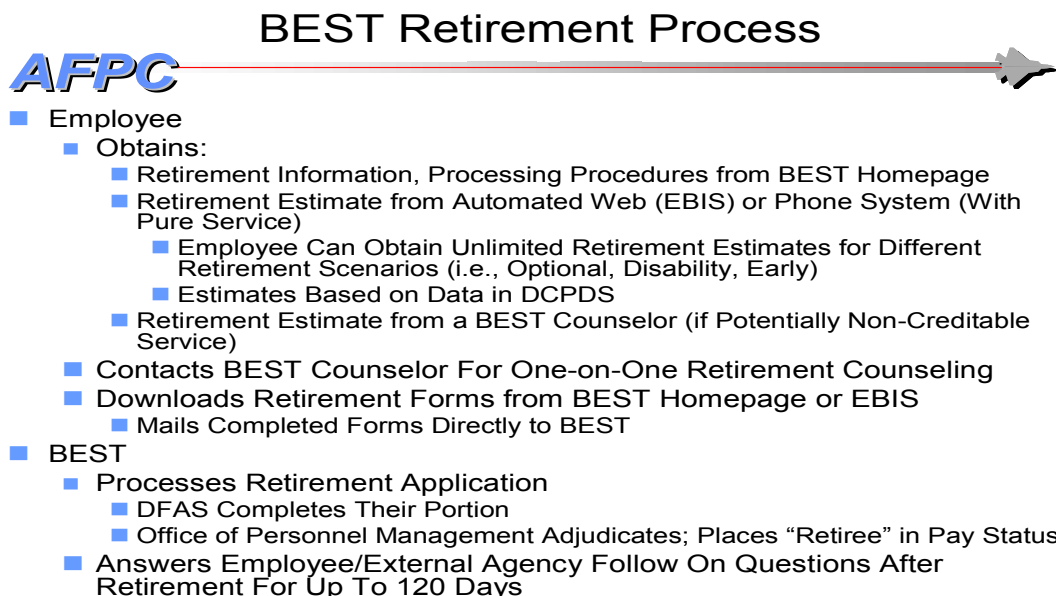 BEST Retirement Process
AFPC
Employee
Obtains:
Retirement Information, Processing Procedures from BEST Homepage
Retirement Estimate from Automated Web (EBIS) or Phone System (With
Pure Service)
Employee Can Obtain Unlimited Retirement Estimates for Different
Retirement Scenarios (i.e., Optional, Disability, Early)
Estimates Based on Data in DCPDS
Retirement Estimate from a BEST Counselor (if Potentially Non-Creditable
Service)
Contacts BEST Counselor For One-on-One Retirement Counseling
Downloads Retirement Forms from BEST Homepage or EBIS
Mails Completed Forms Directly to BEST
BEST
Processes Retirement Application
DFAS Completes Their Portion
Office of Personnel Management Adjudicates; Places “Retiree” in Pay Status
Answers Employee/External Agency Follow On Questions After
Retirement For Up To 120 Days